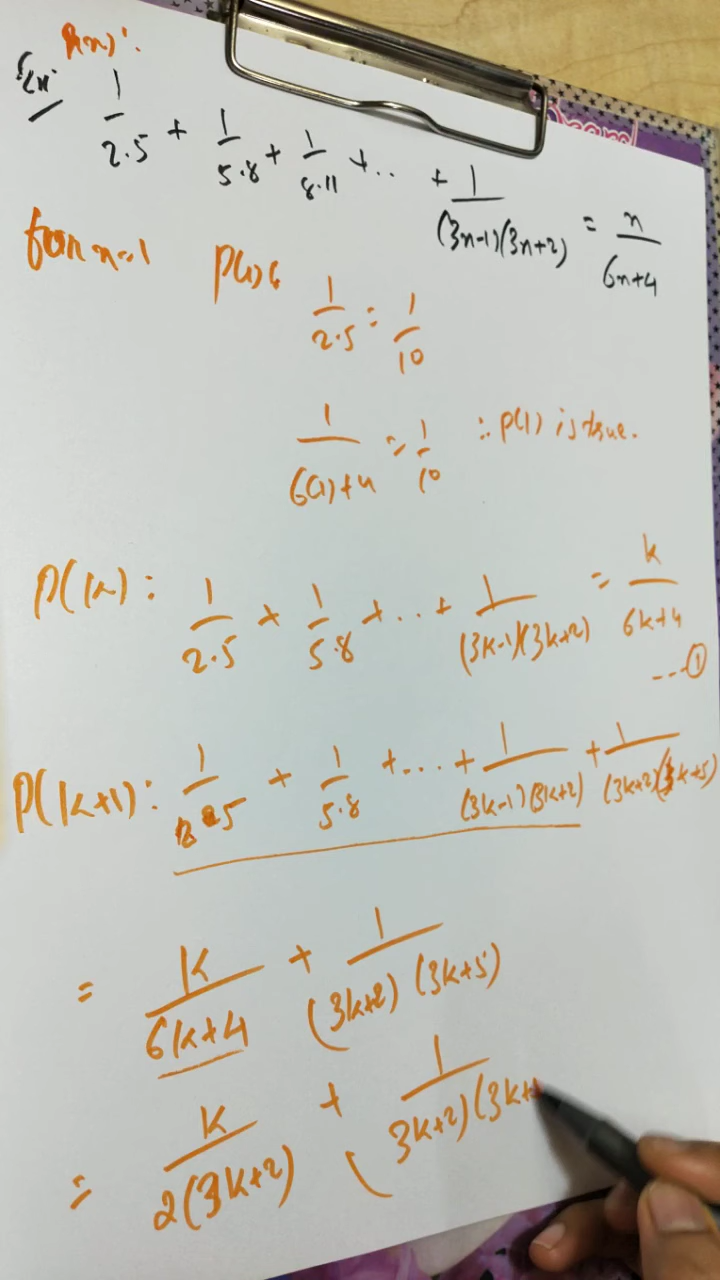 P(n):
Ex:
1/2.5 + 1/5.8 + 1/8.11 + .. + 1/(3n-1)(3n+2) = n/6n+4
for n=1 P(1)
1/2.5 = 1/10
1/6(1)+4 = 1/10 ∴ P(1) is true.
P(k): 1/2.5 + 1/5.8 + .. + 1/(3k-1)(3k+2) = k/6k+4
---①
P(k+1): 1/2.5 + 1/5.8 + ... + 1/(3k-1)(3k+2) + 1/(3k+2)(3k+5)
= k/6k+4 + 1/(3k+2)(3k+5)
= k/2(3k+2) + 1/(3k+2)(3k+